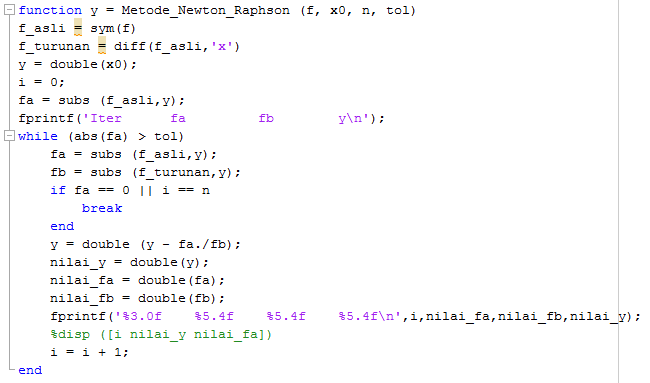 function y = Metode_Newton_Raphson (f, x0, n, tol)
f_asli = sym(f)
f_turunan = diff(f_asli,'x')
y = double(x0);
i = 0;
fa = subs (f_asli,y);
fprintf('Iter      fa         fb        y\n');
while (abs(fa) > tol)
    fa = subs (f_asli,y);
    fb = subs (f_turunan,y);
    if fa == 0 || i == n
        break
    end
    y = double (y - fa./fb);
    nilai_y = double(y);
    nilai_fa = double(fa);
    nilai_fb = double(fb);
    fprintf('%3.0f    %5.4f    %5.4f    %5.4f\n',i,nilai_fa,nilai_fb,nilai_y);
    %disp ([i nilai_y nilai_fa])
    i = i + 1;
end